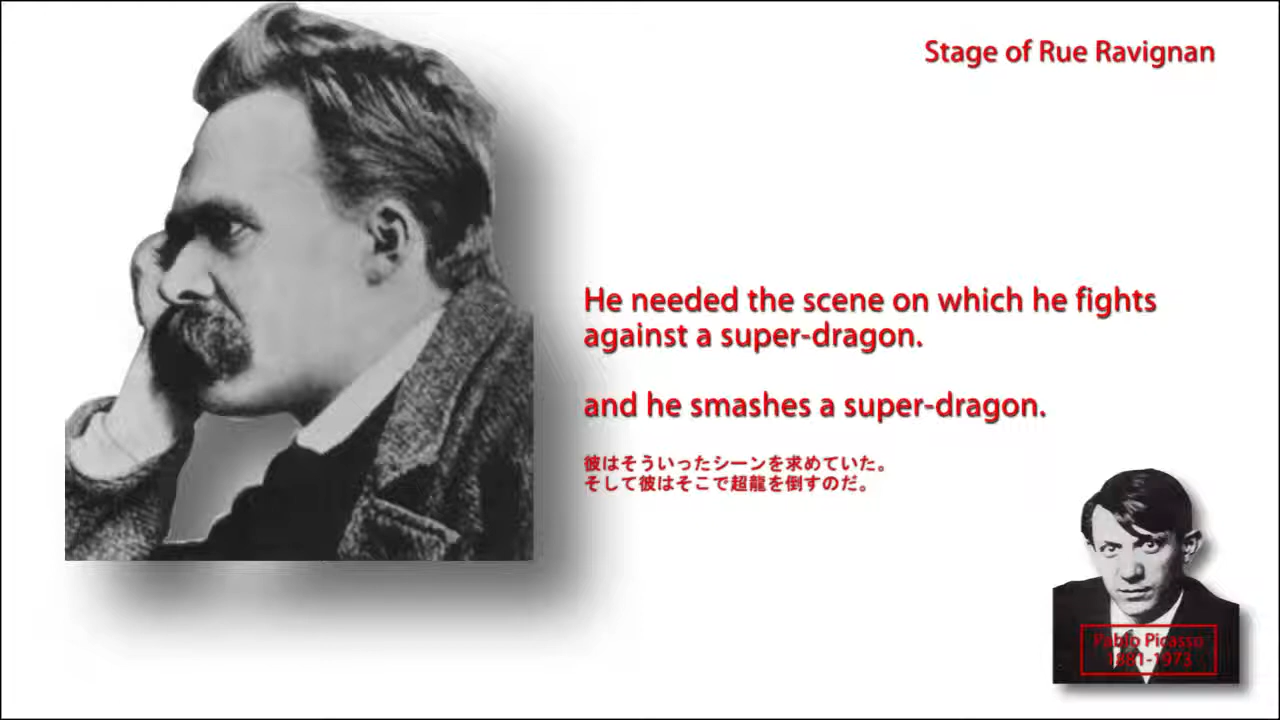 Stage of Rue Ravignan
He needed the scene on which he fights
against a super-dragon.
and he smashes a super-dragon.
彼はそういったシーンを求めていた。
そして彼はそこで超龍を倒すのだ。
Pablo Picasso
1881-1973